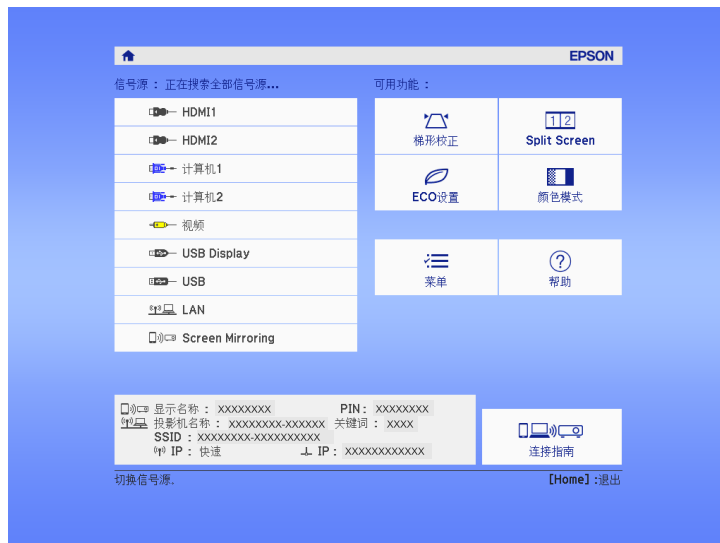 EPSON
信号源 : 正在搜索全部信号源...
可用功能 :
HDMI1
HDMI2
计算机1
计算机2
视频
USB Display
USB
LAN
Screen Mirroring
梯形校正
1 2
Split Screen
ECO设置
颜色模式
菜单
?
帮助
显示名称 : XXXXXXXX PIN : XXXXXXXX
投影机名称 : XXXXXXXX-XXXXXX 关键词 : XXXX
SSID : XXXXXXXX-XXXXXXXXXX
IP : 快速 IP : XXXXXXXXXXXX
连接指南
切换信号源.
[Home] :退出